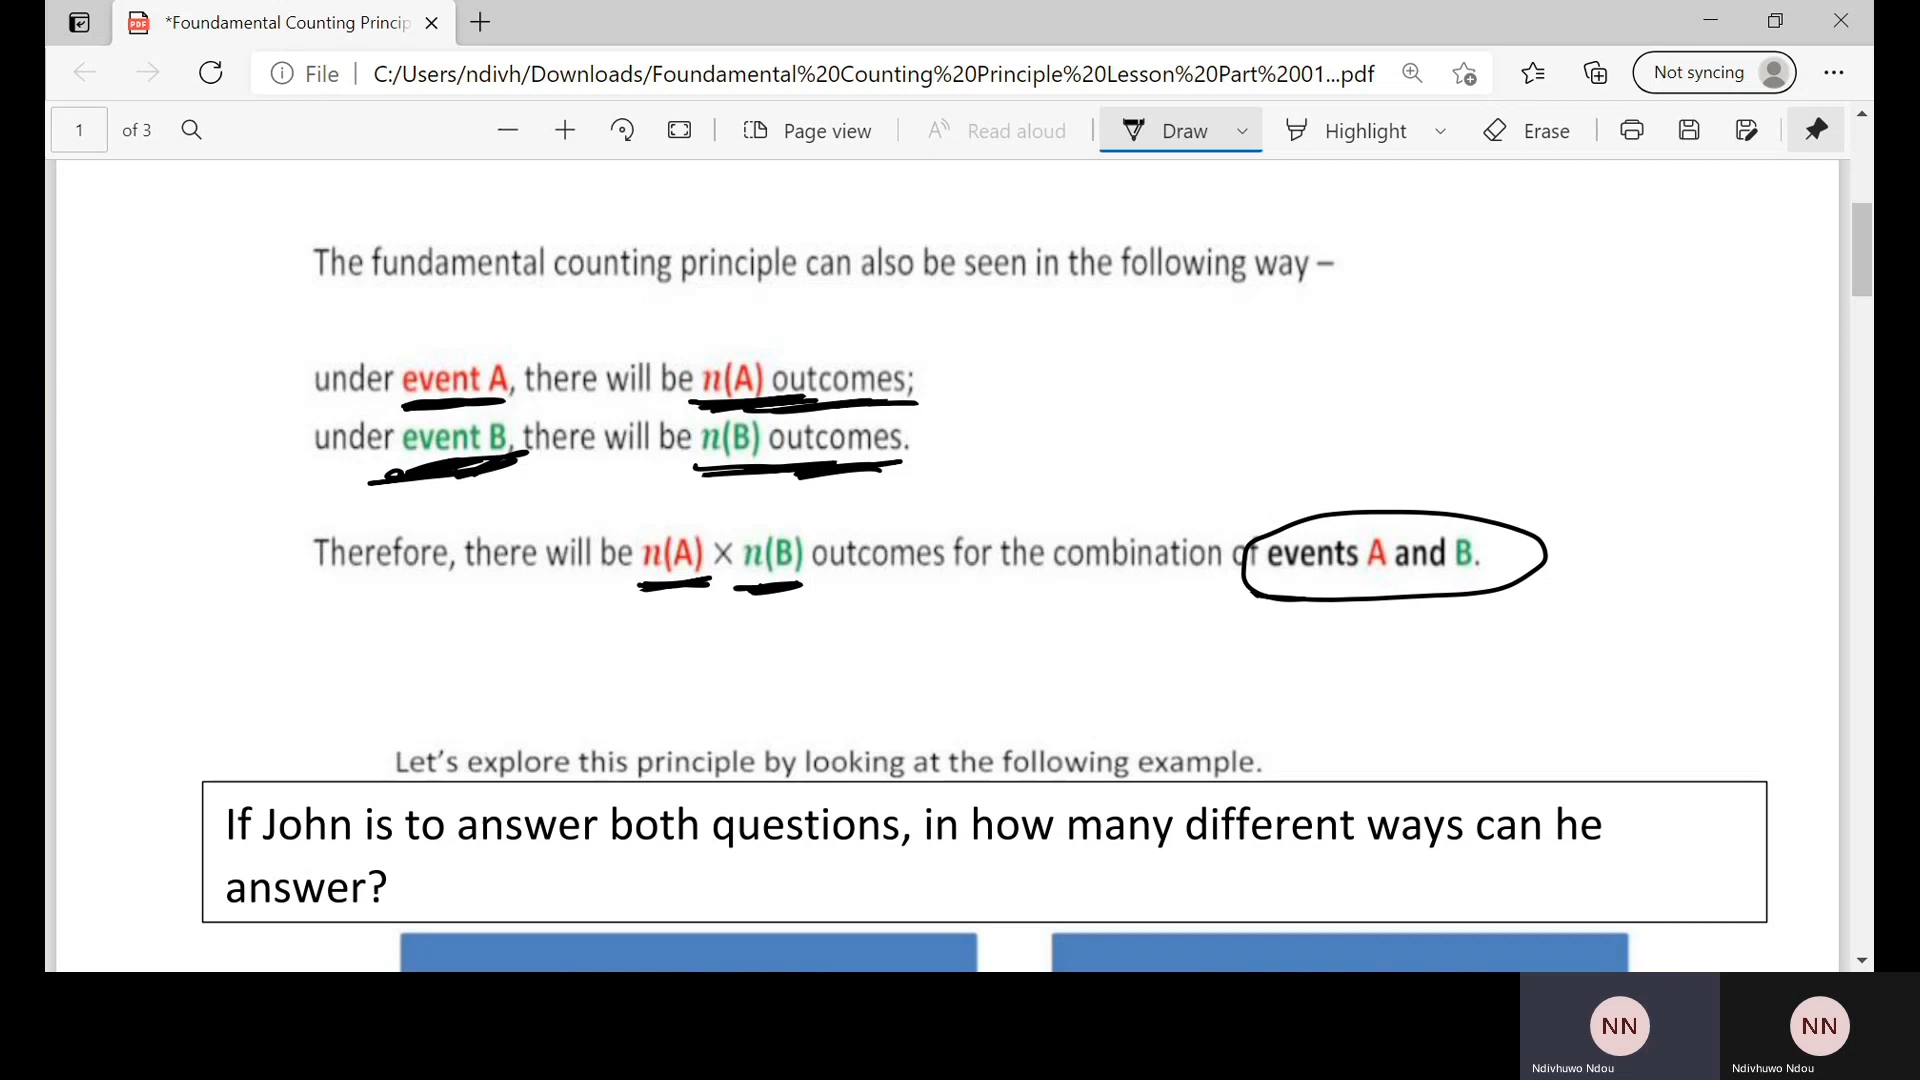 *Foundamental Counting Princip
File
C:/Users/ndivh/Downloads/Foundamental%20Counting%20Principle%20Lesson%20Part%2001...pdf
Not syncing
1 of 3
Page view
Read aloud
Draw
Highlight
Erase
The fundamental counting principle can also be seen in the following way –
under event A, there will be n(A) outcomes;
under event B, there will be n(B) outcomes.
Therefore, there will be n(A) × n(B) outcomes for the combination of events A and B.
Let's explore this principle by looking at the following example.
If John is to answer both questions, in how many different ways can he
answer?
NN
NN
Ndivhuwo Ndou
Ndivhuwo Ndou